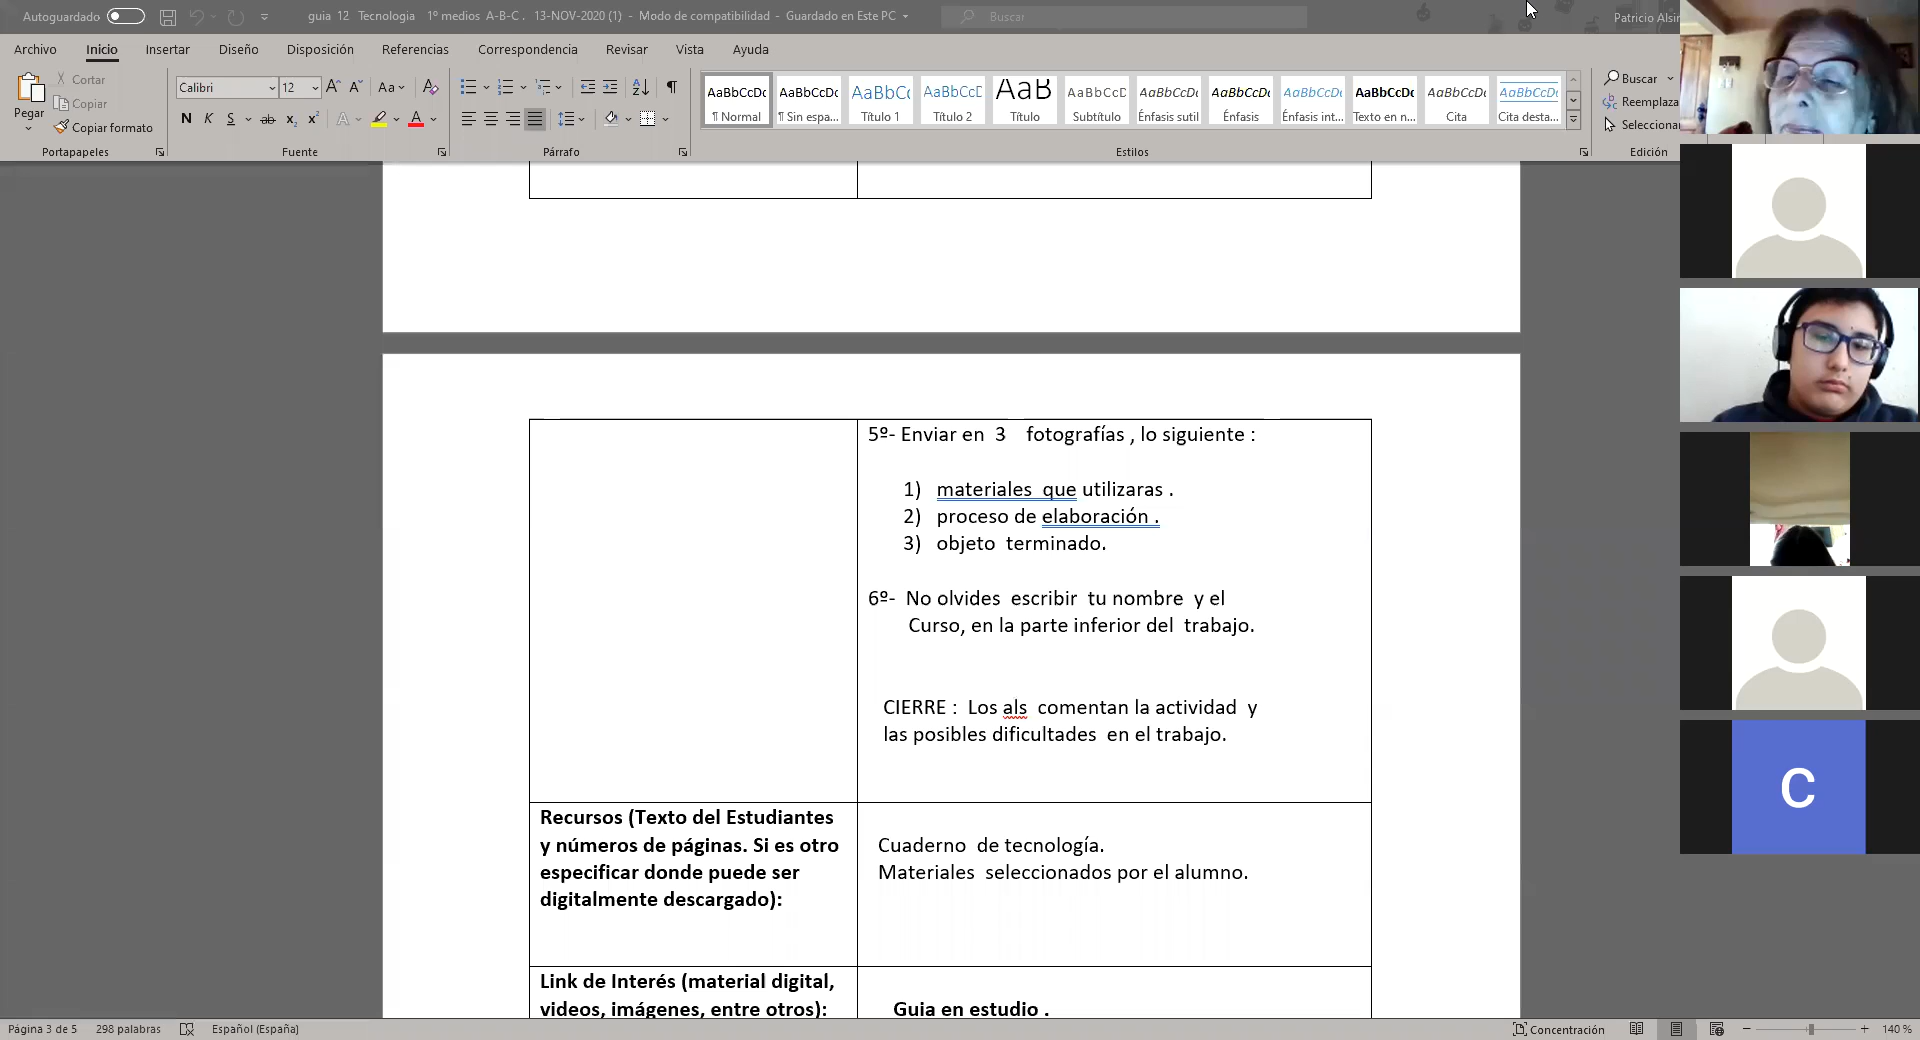 Autoguardado
guia 12 Tecnologia 1º medios A-B-C . 13-NOV-2020 (1) - Modo de compatibilidad - Guardado en Este PC
Buscar
Patricio Alsi
Archivo Inicio Insertar Diseño Disposición Referencias Correspondencia Revisar Vista Ayuda
Pegar
Cortar
Copiar
Copiar formato
Portapapeles
Calibri 12
Aa
N K S ab x₂ x² A A
Fuente
Párrafo
AaBbCcDc AaBbCcDc AaBbCc AaBbCcD AaB AaBbCcD AaBbCcDc AaBbCcDc AaBbCcDc AaBbCcDc AaBbCcDc AaBbCcDc
¶ Normal ¶ Sin espa... Título 1 Título 2 Título Subtítulo Énfasis sutil Énfasis Énfasis int... Texto en n... Cita Cita desta...
Estilos
Buscar
Reemplaza
Seleccionar
Edición
5º- Enviar en 3 fotografías , lo siguiente :
1) materiales que utilizaras .
2) proceso de elaboración .
3) objeto terminado.
6º- No olvides escribir tu nombre y el
Curso, en la parte inferior del trabajo.
CIERRE : Los als comentan la actividad y
las posibles dificultades en el trabajo.
Recursos (Texto del Estudiantes
y números de páginas. Si es otro
especificar donde puede ser
digitalmente descargado):
Cuaderno de tecnología.
Materiales seleccionados por el alumno.
Link de Interés (material digital,
videos, imágenes, entre otros):
Guia en estudio .
C
Página 3 de 5 298 palabras Español (España) Concentración 140 %